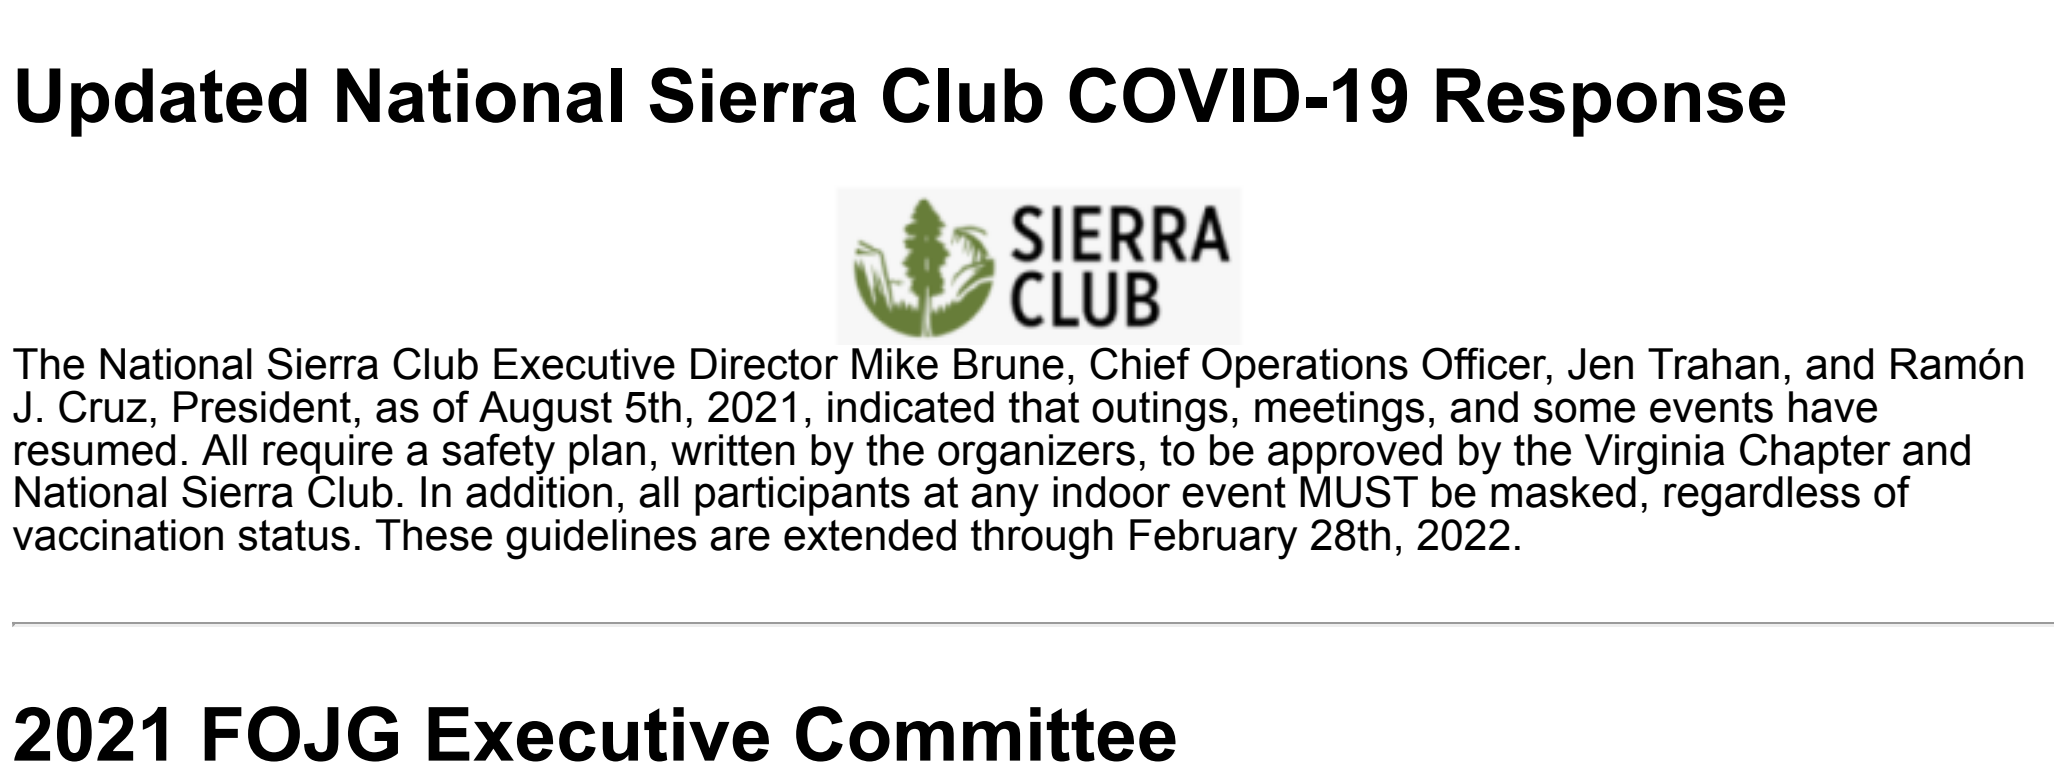 Updated National Sierra Club COVID-19 Response
SIERRA
CLUB
The National Sierra Club Executive Director Mike Brune, Chief Operations Officer, Jen Trahan, and Ramón
J. Cruz, President, as of August 5th, 2021, indicated that outings, meetings, and some events have
resumed. All require a safety plan, written by the organizers, to be approved by the Virginia Chapter and
National Sierra Club. In addition, all participants at any indoor event MUST be masked, regardless of
vaccination status. These guidelines are extended through February 28th, 2022.
2021 FOJG Executive Committee